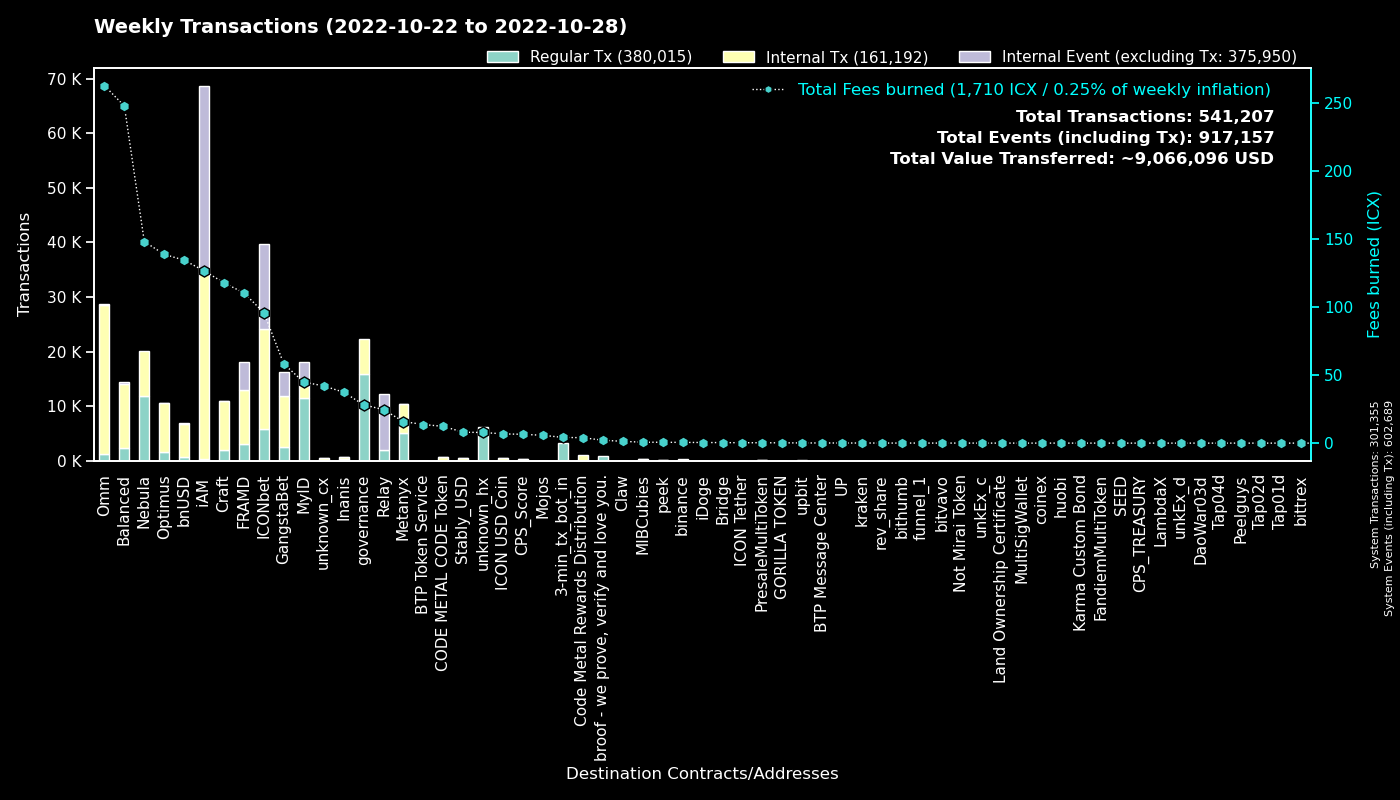 Weekly Transactions (2022-10-22 to 2022-10-28)
Regular Tx (380,015)
Internal Tx (161,192)
Internal Event (excluding Tx: 375,950)
Total Fees burned (1,710 ICX / 0.25% of weekly inflation)
Total Transactions: 541,207
Total Events (including Tx): 917,157
Total Value Transferred: ~9,066,096 USD
Transactions
70 K
60 K
50 K
40 K
30 K
20 K
10 K
0 K
250
200
150
100
50
0
Fees burned (ICX)
System Transactions: 301,355
System Events (including Tx): 602,689
Omm
Balanced
Nebula
Optimus
bnUSD
iAM
Craft
FRAMD
ICONbet
GangstaBet
MyID
unknown_cx
Inanis
governance
Relay
Metanyx
BTP Token Service
CODE METAL CODE Token
Stably_USD
unknown_hx
ICON USD Coin
CPS_Score
Mojos
3-min_tx_bot_in
Code Metal Rewards Distribution
broof - we prove, verify and love you.
Claw
MIBCubies
peek
binance
iDoge
Bridge
ICON Tether
PresaleMultiToken
GORILLA TOKEN
upbit
BTP Message Center
UP
kraken
rev_share
bithumb
funnel_1
bitvavo
Not Mirai Token
unkEx_c
Land Ownership Certificate
MultiSigWallet
coinex
huobi
Karma Custom Bond
FandemMultiToken
SEED
CPS_TREASURY
LambdaX
unkEx_d
DaoWar03d
Tap04d
Peelguys
Tap02d
Tap01d
bittrex
Destination Contracts/Addresses